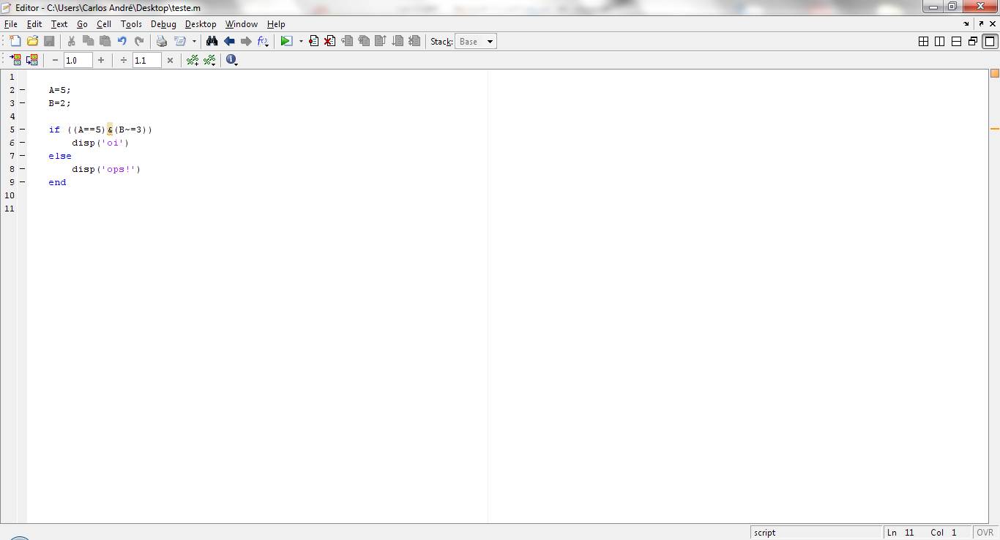 Editor - C:\Users\Carlos André\Desktop\teste.m
File Edit Text Go Cell Tools Debug Desktop Window Help
Stack: Base
− 1.0 + ÷ 1.1 ×
1
2 – A=5;
3 – B=2;
4
5 – if ((A==5)&(B~=3))
6 – disp('oi')
7 – else
8 – disp('ops!')
9 – end
10
11
script Ln 11 Col 1 OVR